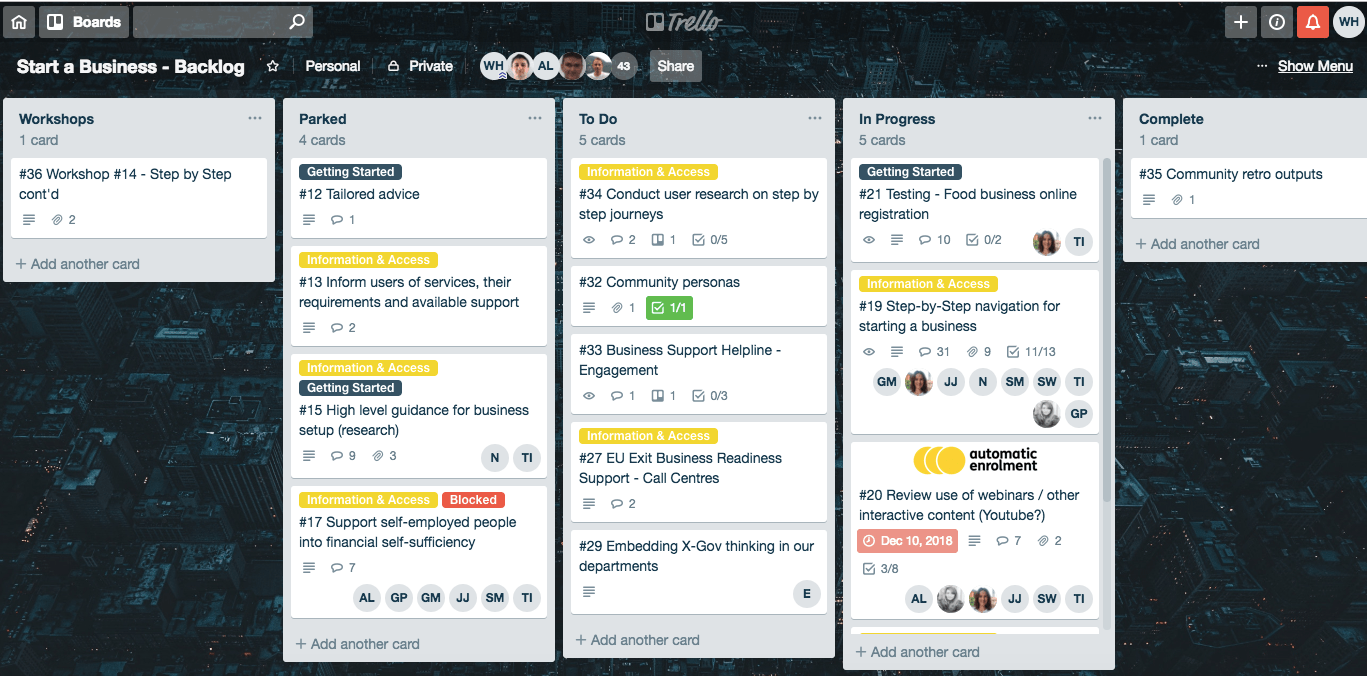 Boards
Trello
WH
Start a Business - Backlog
Personal
Private
WH
AL
43
Share
... Show Menu
Workshops
1 card
#36 Workshop #14 - Step by Step
cont'd
2
+ Add another card
Parked
4 cards
Getting Started
#12 Tailored advice
1
Information & Access
#13 Inform users of services, their
requirements and available support
2
Information & Access
Getting Started
#15 High level guidance for business
setup (research)
9 3
N TI
Information & Access Blocked
#17 Support self-employed people
into financial self-sufficiency
7
AL GP GM JJ SM TI
+ Add another card
To Do
5 cards
Information & Access
#34 Conduct user research on step by
step journeys
2 1 0/5
#32 Community personas
1 1/1
#33 Business Support Helpline -
Engagement
1 1 0/3
Information & Access
#27 EU Exit Business Readiness
Support - Call Centres
2
#29 Embedding X-Gov thinking in our
departments
E
+ Add another card
In Progress
5 cards
Getting Started
#21 Testing - Food business online
registration
10 0/2
TI
Information & Access
#19 Step-by-Step navigation for
starting a business
31 9 11/13
GM JJ N SM SW TI
GP
automatic
enrolment
#20 Review use of webinars / other
interactive content (Youtube?)
Dec 10, 2018 7 2
3/8
AL JJ SW TI
+ Add another card
Complete
1 card
#35 Community retro outputs
1
+ Add another card